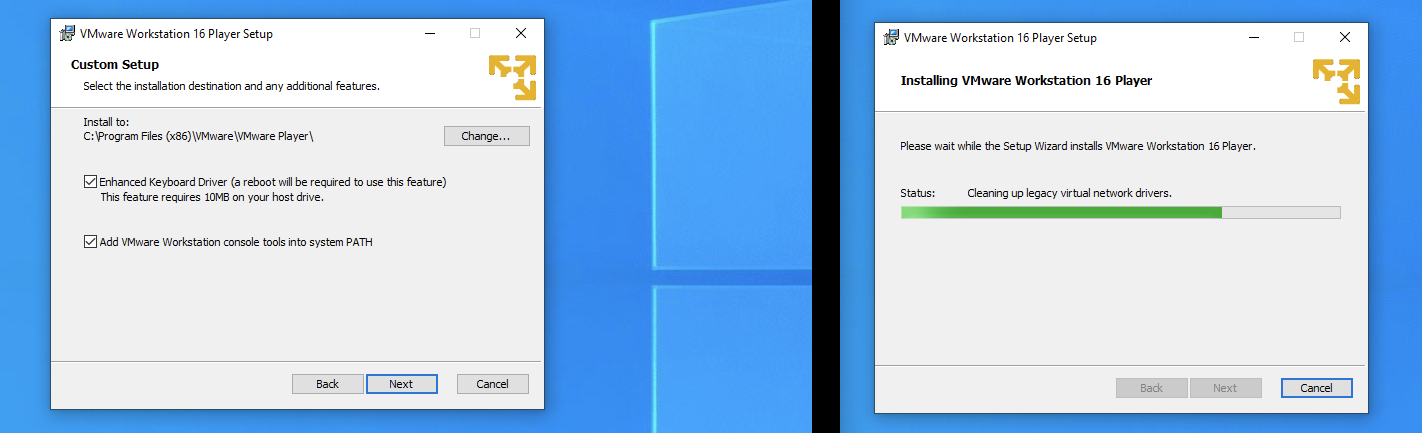 VMware Workstation 16 Player Setup
Custom Setup
Select the installation destination and any additional features.
Install to:
C:\Program Files (x86)\VMware\VMware Player\
Change...
Enhanced Keyboard Driver (a reboot will be required to use this feature)
This feature requires 10MB on your host drive.
Add VMware Workstation console tools into system PATH
Back
Next
Cancel
VMware Workstation 16 Player Setup
Installing VMware Workstation 16 Player
Please wait while the Setup Wizard installs VMware Workstation 16 Player.
Status: Cleaning up legacy virtual network drivers.
Back
Next
Cancel